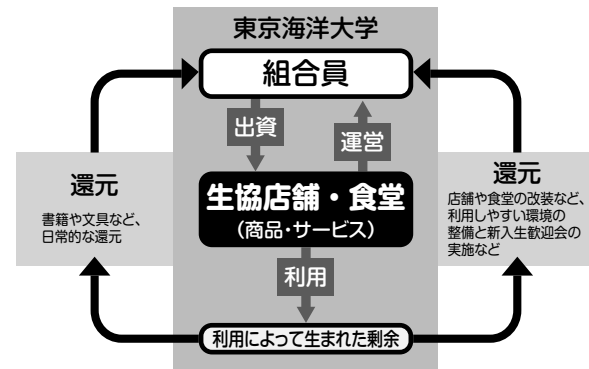 東京海洋大学
組合員
出資
運営
生協店舗・食堂
(商品・サービス)
利用
利用によって生まれた剰余
還元
書籍や文具など、
日常的な還元
還元
店舗や食堂の改装など、
利用しやすい環境の
整備と新入生歓迎会の
実施など